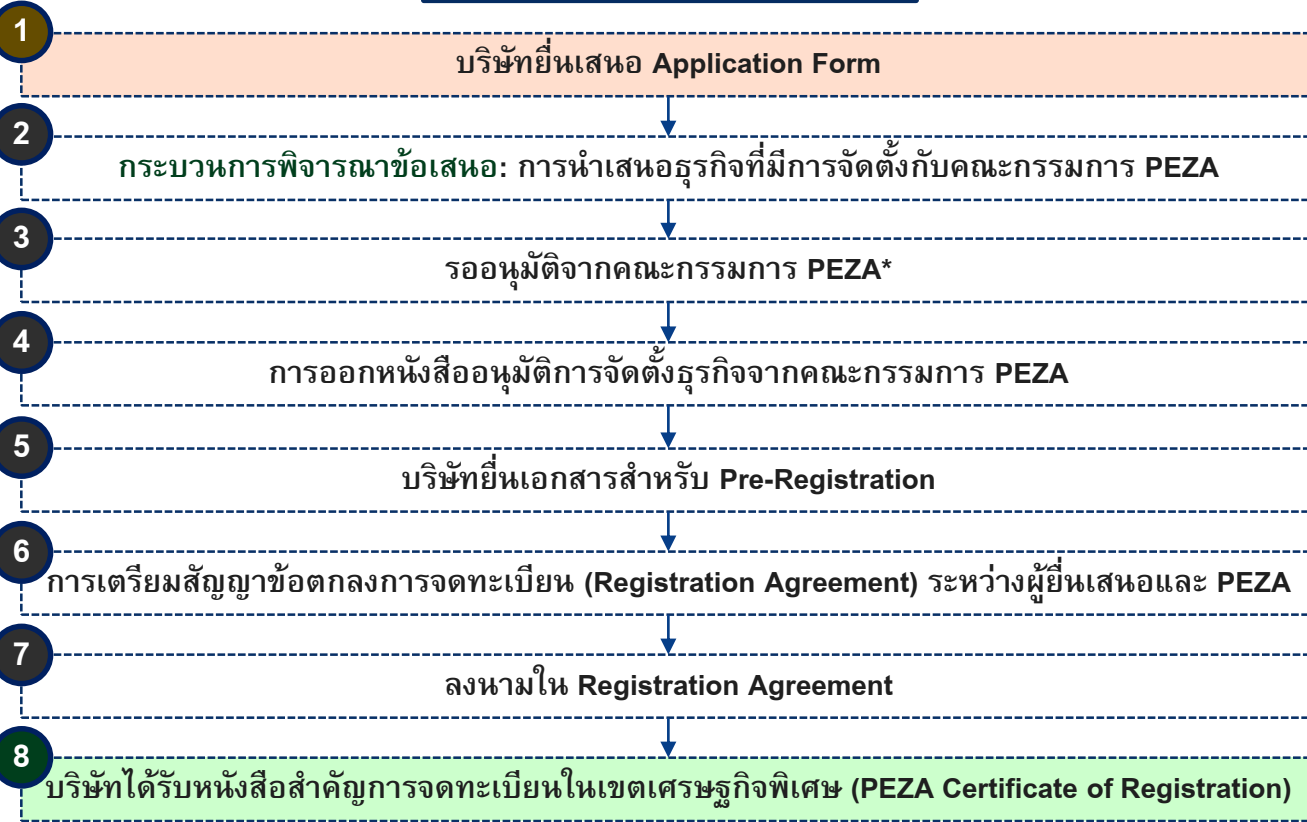 1
บริษัทยื่นเสนอ Application Form
2
กระบวนการพิจารณาข้อเสนอ: การนำเสนอธุรกิจที่มีการจัดตั้งกับคณะกรรมการ PEZA
3
รออนุมัติจากคณะกรรมการ PEZA*
4
การออกหนังสืออนุมัติการจัดตั้งธุรกิจจากคณะกรรมการ PEZA
5
บริษัทยื่นเอกสารสำหรับ Pre-Registration
6
การเตรียมสัญญาข้อตกลงการจดทะเบียน (Registration Agreement) ระหว่างผู้ยื่นเสนอและ PEZA
7
ลงนามใน Registration Agreement
8
บริษัทได้รับหนังสือสำคัญการจดทะเบียนในเขตเศรษฐกิจพิเศษ (PEZA Certificate of Registration)